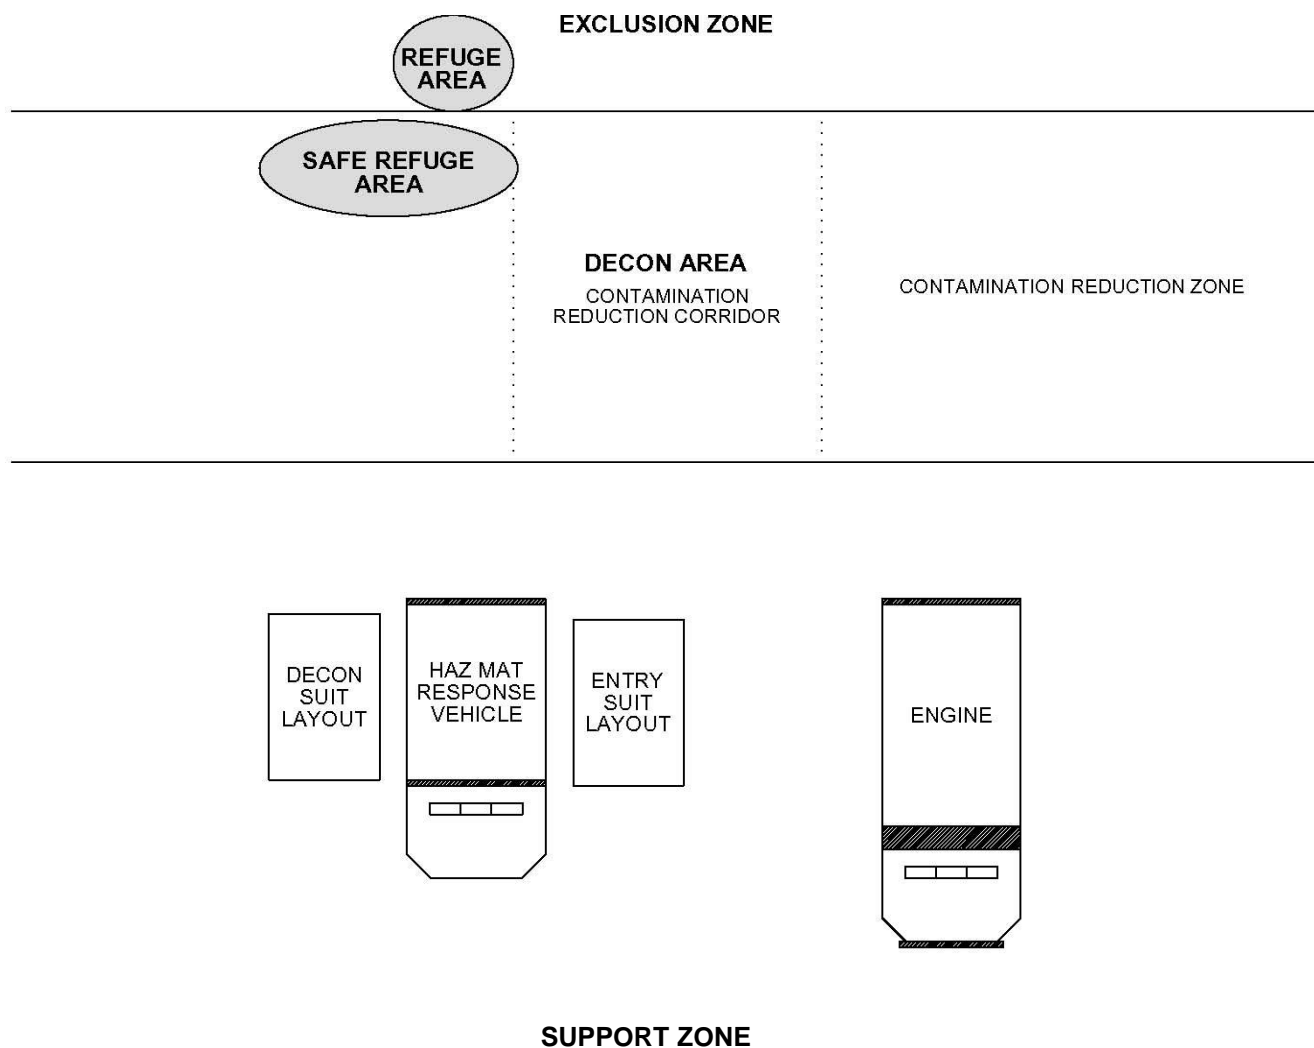 EXCLUSION ZONE
REFUGE
AREA
SAFE REFUGE
AREA
DECON AREA
CONTAMINATION
REDUCTION CORRIDOR
CONTAMINATION REDUCTION ZONE
DECON
SUIT
LAYOUT
HAZ MAT
RESPONSE
VEHICLE
ENTRY
SUIT
LAYOUT
ENGINE
SUPPORT ZONE